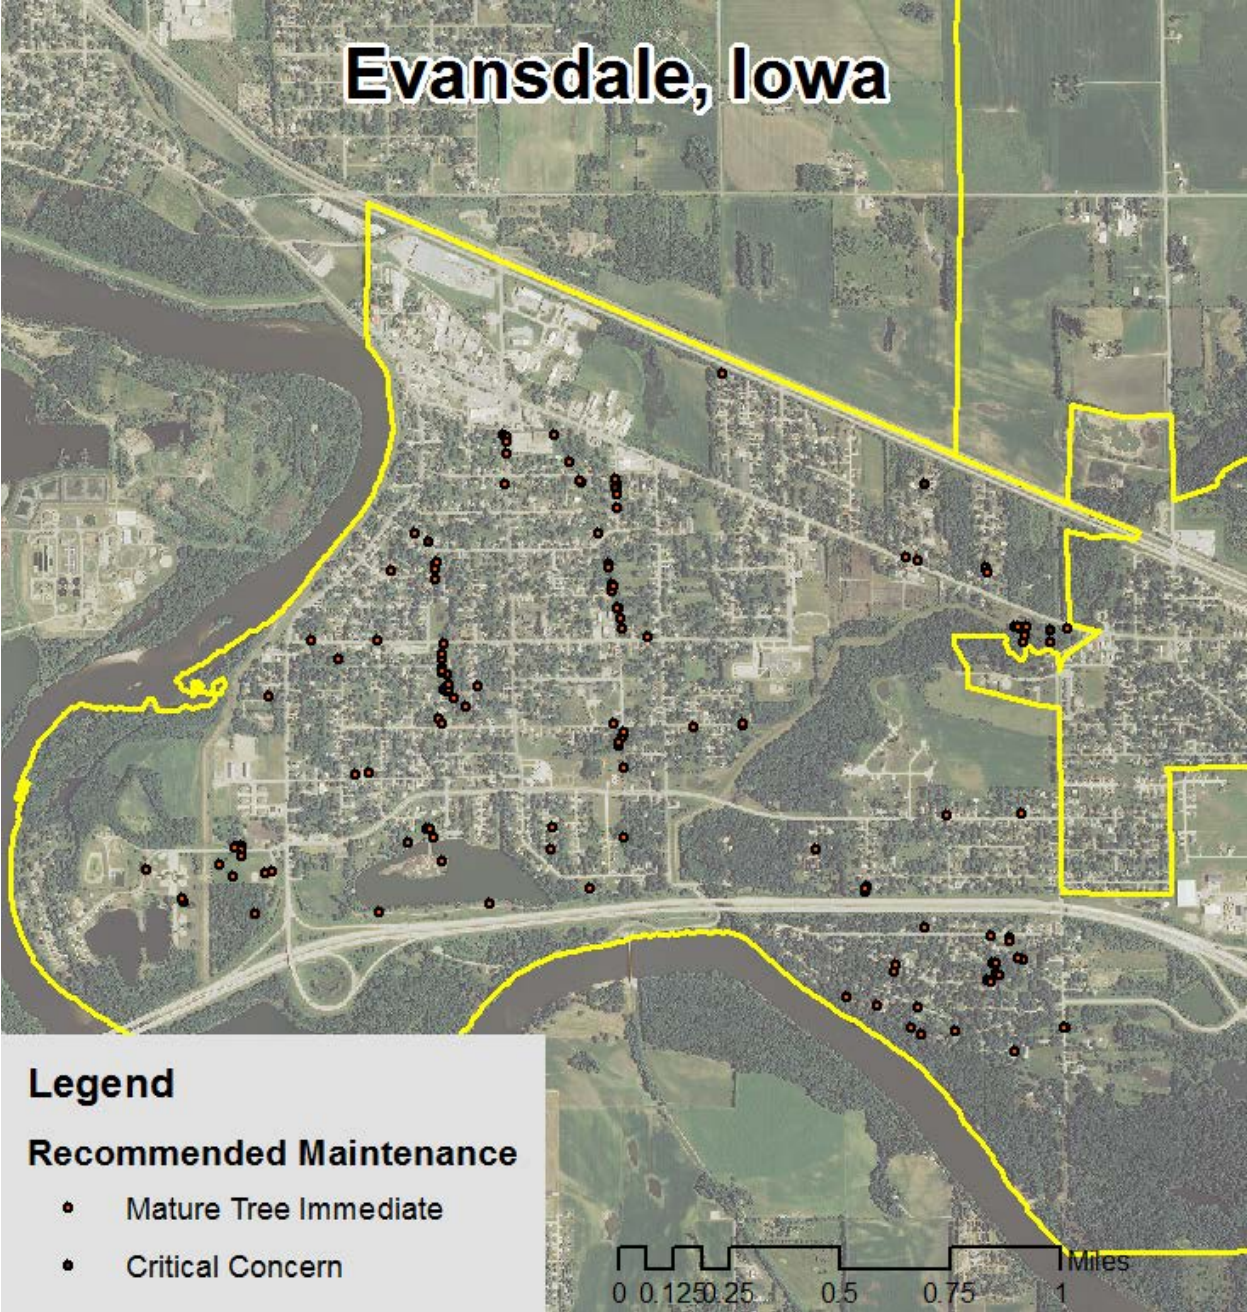 Evansdale, Iowa
Legend
Recommended Maintenance
Mature Tree Immediate
Critical Concern
Miles
0 0.125 0.25 0.5 0.75 1